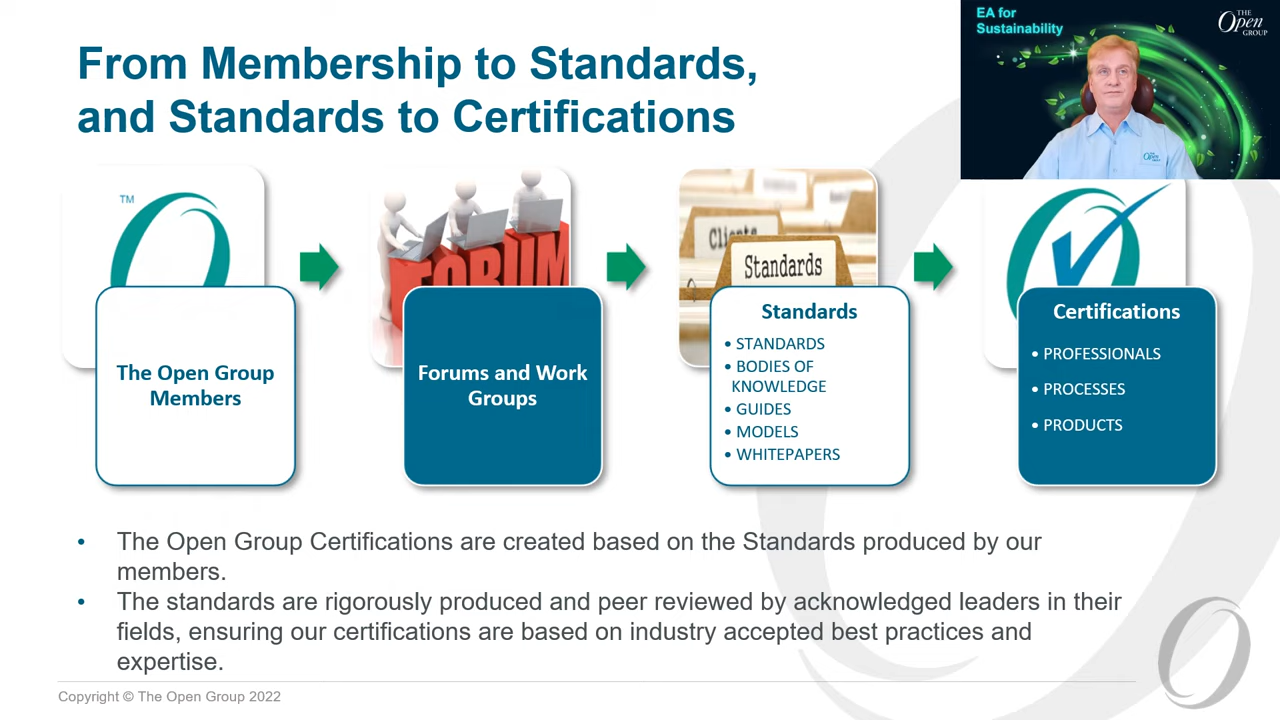 From Membership to Standards,
and Standards to Certifications
EA for
Sustainability
THE
Open
GROUP
THE
Open
TM
FORUM
Clients
Standards
The Open Group
Members
Forums and Work
Groups
Standards
• STANDARDS
• BODIES OF
KNOWLEDGE
• GUIDES
• MODELS
• WHITEPAPERS
Certifications
• PROFESSIONALS
• PROCESSES
• PRODUCTS
• The Open Group Certifications are created based on the Standards produced by our
members.
• The standards are rigorously produced and peer reviewed by acknowledged leaders in their
fields, ensuring our certifications are based on industry accepted best practices and
expertise.
Copyright © The Open Group 2022